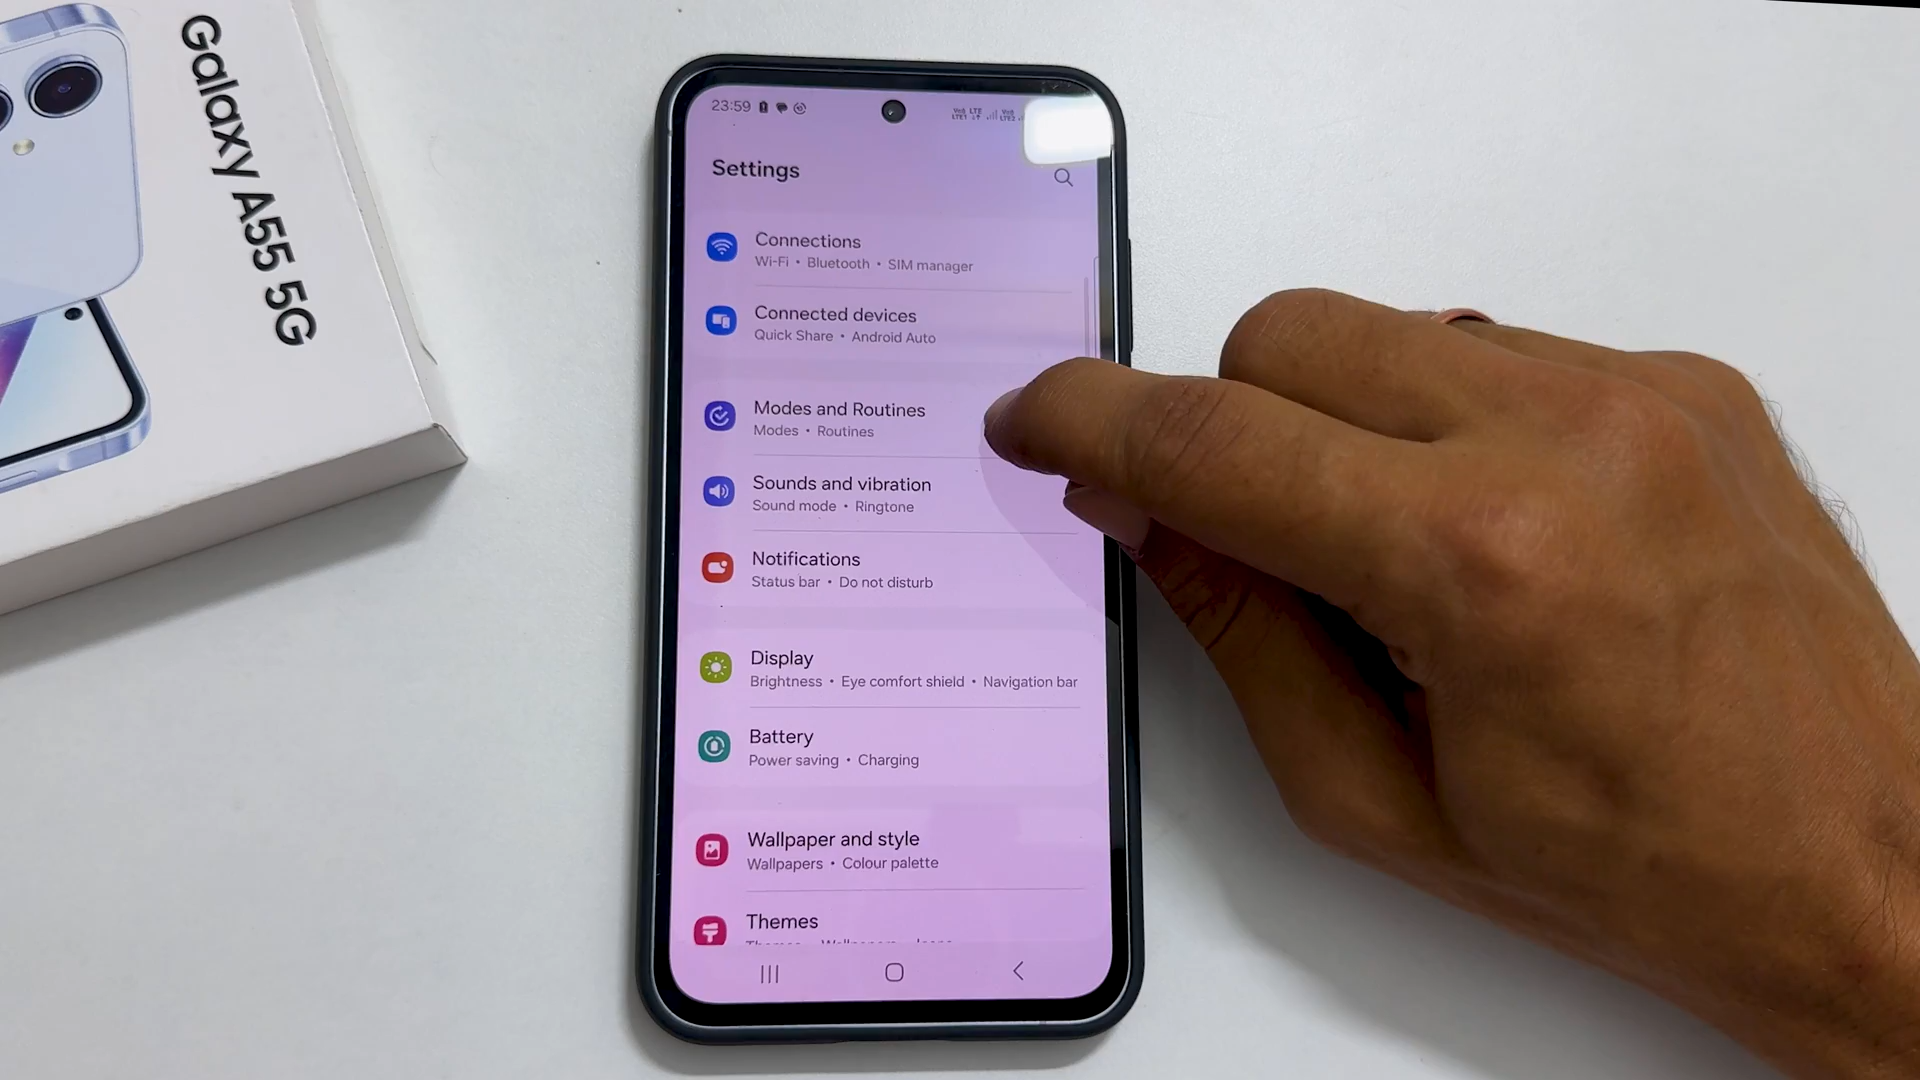 Galaxy A55 5G
23:59
Settings
Connections
Wi-Fi • Bluetooth • SIM manager
Connected devices
Quick Share • Android Auto
Modes and Routines
Modes • Routines
Sounds and vibration
Sound mode • Ringtone
Notifications
Status bar • Do not disturb
Display
Brightness • Eye comfort shield • Navigation bar
Battery
Power saving • Charging
Wallpaper and style
Wallpapers • Colour palette
Themes